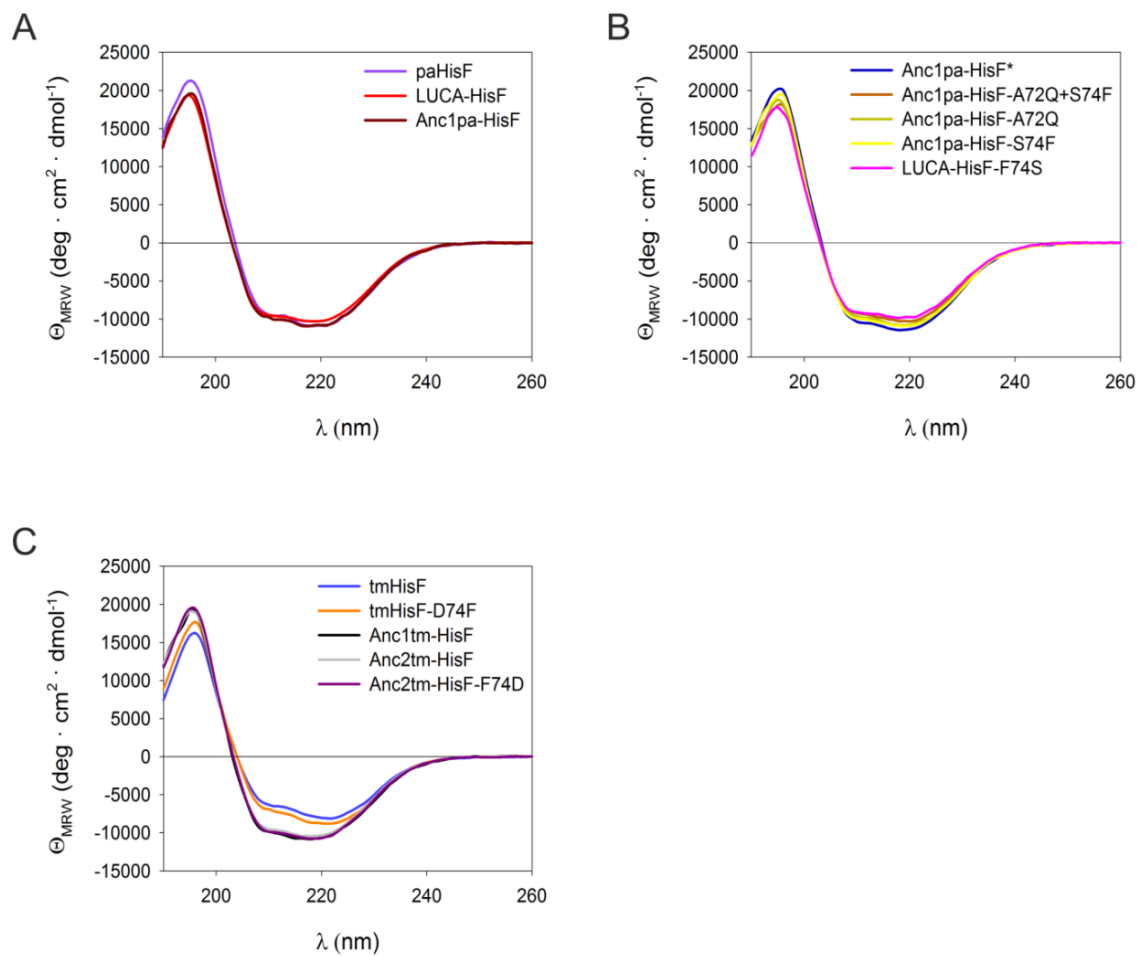 A
25000
20000
15000
10000
5000
0
-5000
-10000
-15000
200
220
240
260
ΘMRW (deg · cm² · dmol⁻¹)
λ (nm)
paHisF
LUCA-HisF
Anc1pa-HisF
B
25000
20000
15000
10000
5000
0
-5000
-10000
-15000
200
220
240
260
ΘMRW (deg · cm² · dmol⁻¹)
λ (nm)
Anc1pa-HisF*
Anc1pa-HisF-A72Q+S74F
Anc1pa-HisF-A72Q
Anc1pa-HisF-S74F
LUCA-HisF-F74S
C
25000
20000
15000
10000
5000
0
-5000
-10000
-15000
200
220
240
260
ΘMRW (deg · cm² · dmol⁻¹)
λ (nm)
tmHisF
tmHisF-D74F
Anc1tm-HisF
Anc2tm-HisF
Anc2tm-HisF-F74D